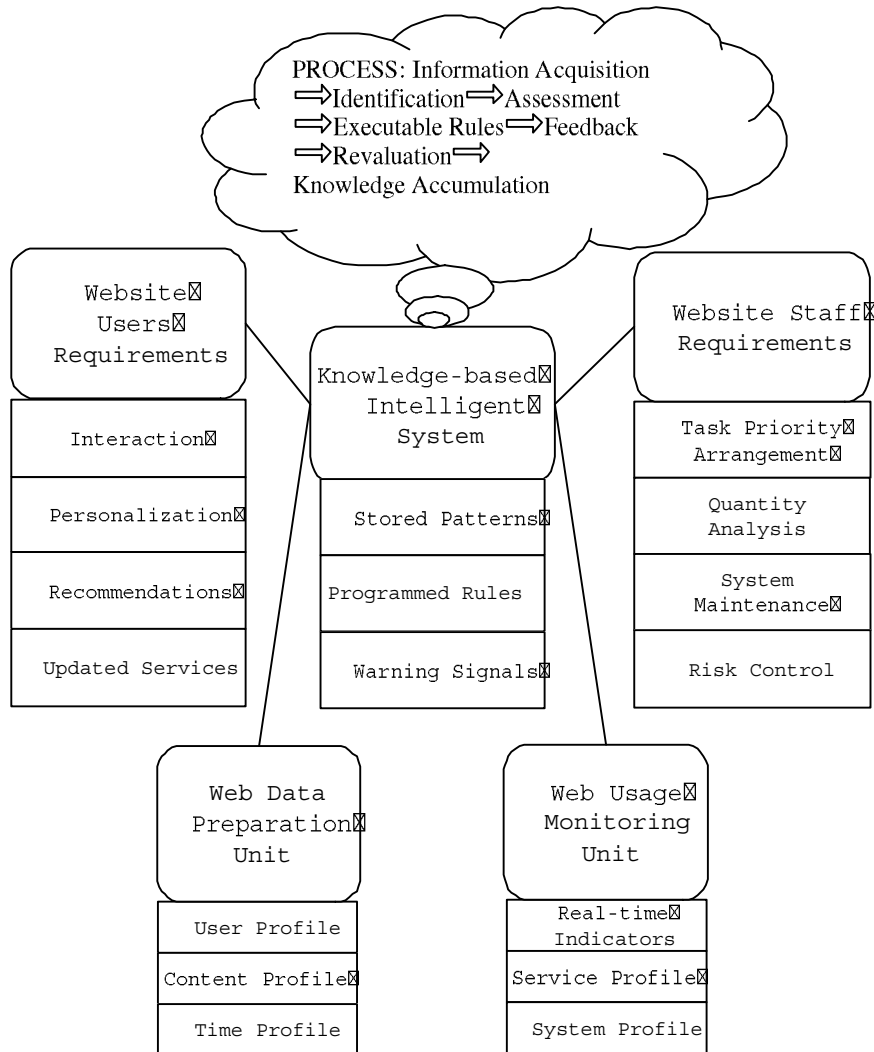 PROCESS: Information Acquisition
⇨Identification⇨Assessment
⇨Executable Rules⇨Feedback
⇨Revaluation⇨
Knowledge Accumulation
Website
Users
Requirements
Interaction
Personalization
Recommendations
Updated Services
Knowledge-based
Intelligent
System
Stored Patterns
Programmed Rules
Warning Signals
Website Staff
Requirements
Task Priority
Arrangement
Quantity
Analysis
System
Maintenance
Risk Control
Web Data
Preparation
Unit
User Profile
Content Profile
Time Profile
Web Usage
Monitoring
Unit
Real-time
Indicators
Service Profile
System Profile